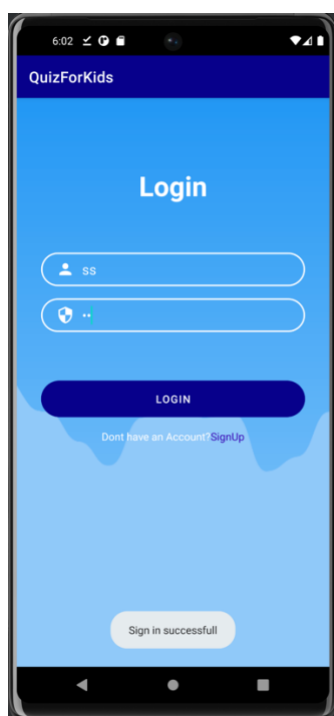 6:02
QuizForKids
Login
ss
••
LOGIN
Dont have an Account?SignUp
Sign in successfull